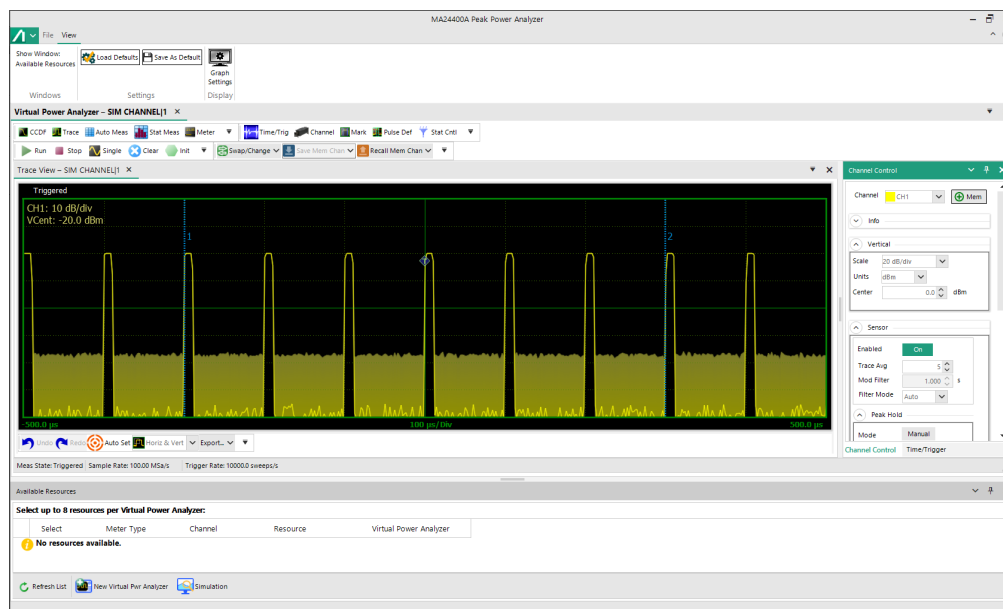 MA24400A Peak Power Analyzer
File View
Show Window:
Available Resources
Load Defaults Save As Default
Graph
Settings
Windows Settings Display
Virtual Power Analyzer – SIM CHANNEL|1
CCDF Trace Auto Meas Stat Meas Meter Time/Trig Channel Mark Pulse Def Stat Cntl
Run Stop Single Clear Init Swap/Change Save Mem Chan Recall Mem Chan
Trace View – SIM CHANNEL|1
Triggered
CH1: 10 dB/div
VCent: -20.0 dBm
1
2
-500.0 µs 100 µs/Div 500.0 µs
Undo Redo Auto Set Horiz & Vert Export...
Meas State: Triggered Sample Rate: 100.00 MSa/s Trigger Rate: 10000.0 sweeps/s
Channel Control
Channel CH1 Mem
Info
Vertical
Scale 20 dB/div
Units dBm
Center 0.0 dBm
Sensor
Enabled On
Trace Avg 5
Mod Filter 1.000 s
Filter Mode Auto
Peak Hold
Mode Manual
Channel Control Time/Trigger
Available Resources
Select up to 8 resources per Virtual Power Analyzer:
Select Meter Type Channel Resource Virtual Power Analyzer
No resources available.
Refresh List New Virtual Pwr Analyzer Simulation